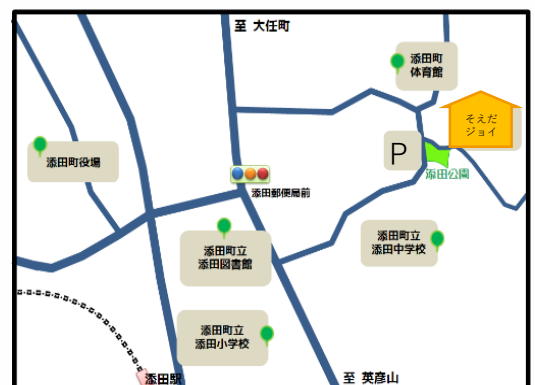 至 大任町
添田町
体育館
そえだ
ジョイ
P
添田公園
添田町役場
添田郵便局前
添田町立
添田図書館
添田町立
添田中学校
添田町立
添田小学校
添田駅
至 英彦山